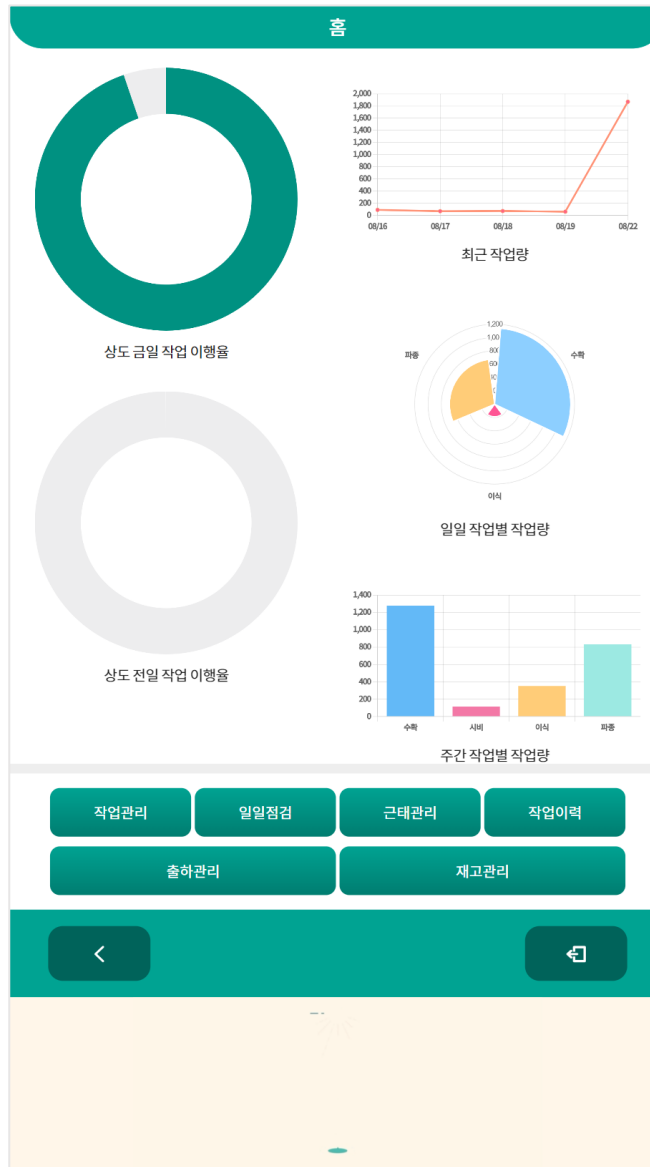 홈
상도 금일 작업 이행율
2,000
1,800
1,600
1,400
1,200
1,000
800
600
400
200
0
08/16 08/17 08/18 08/19 08/22
최근 작업량
1,200
800
파종
수확
이식
일일 작업별 작업량
상도 전일 작업 이행율
1,400
1,200
1,000
800
600
400
200
0
수확 시비 이식 파종
주간 작업별 작업량
작업관리 일일점검 근태관리 작업이력
출하관리 재고관리